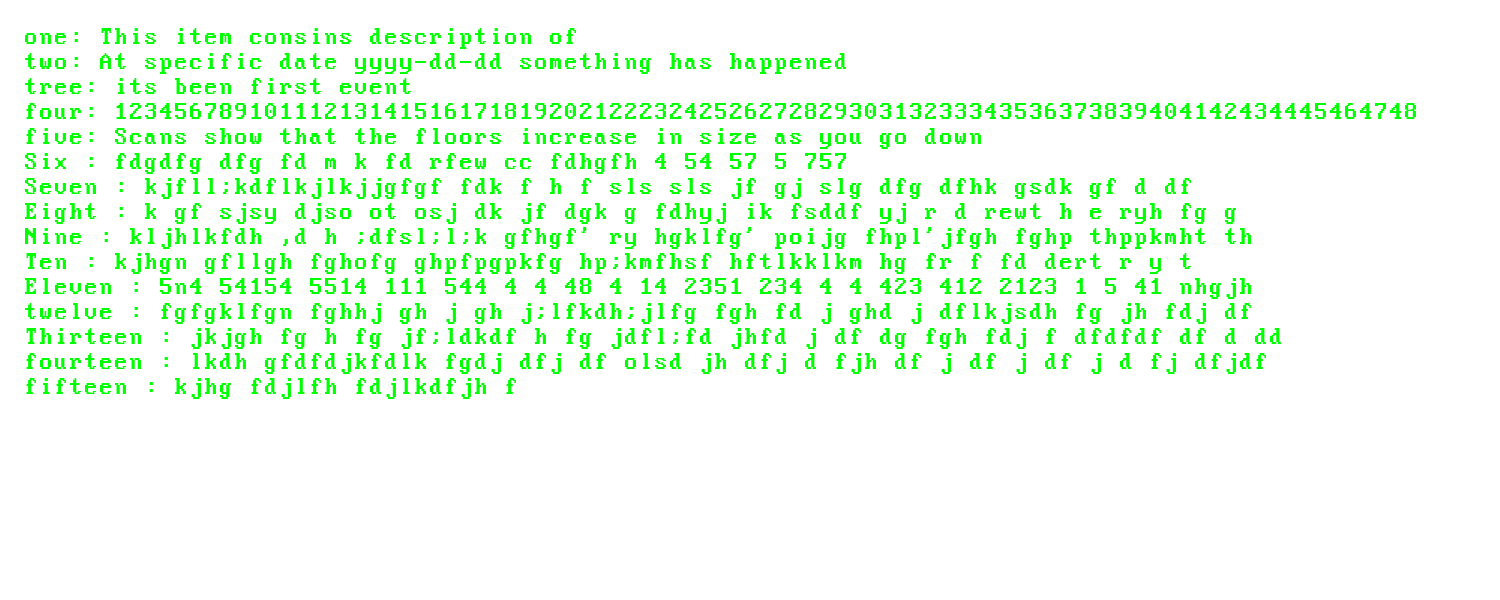 one: This item consins description of
two: At specific date yyyy-dd-dd something has happened
tree: its been first event
four: 123456789101112131415161718192021222324252627282930313233343536373839404142434445464748
five: Scans show that the floors increase in size as you go down
Six : fdgdfg dfg fd m k fd rfew cc fdhgfh 4 54 57 5 757
Seven : kjfll;kdflkjlkjjgfgf fdk f h f sls sls jf gj slg dfg dfhk gsdk gf d df
Eight : k gf sjsy djso ot osj dk jf dgk g fdhyj ik fsddf yj r d rewt h e ryh fg g
Nine : kljhlkfdh ,d h ;dfsl;l;k gfhgf' ry hgklfg' poijg fhpl'jfgh fghp thppkmht th
Ten : kjhgn gfllgh fghofg ghpfpgpkfg hp;kmfhsf hftlkklkm hg fr f fd dert r y t
Eleven : 5n4 54154 5514 111 544 4 4 48 4 14 2351 234 4 4 423 412 2123 1 5 41 nhgjh
twelve : fgfgklfgn fghhj gh j gh j;lfkdh;jlfg fgh fd j ghd j dflkjsdh fg jh fdj df
Thirteen : jkjgh fg h fg jf;ldkdf h fg jdfl;fd jhfd j df dg fgh fdj f dfdfdf df d dd
fourteen : lkdh gfdfdjkfdlk fgdj dfj df olsd jh dfj d fjh df j df j df j d fj dfjdf
fifteen : kjhg fdjlfh fdjlkdfjh f